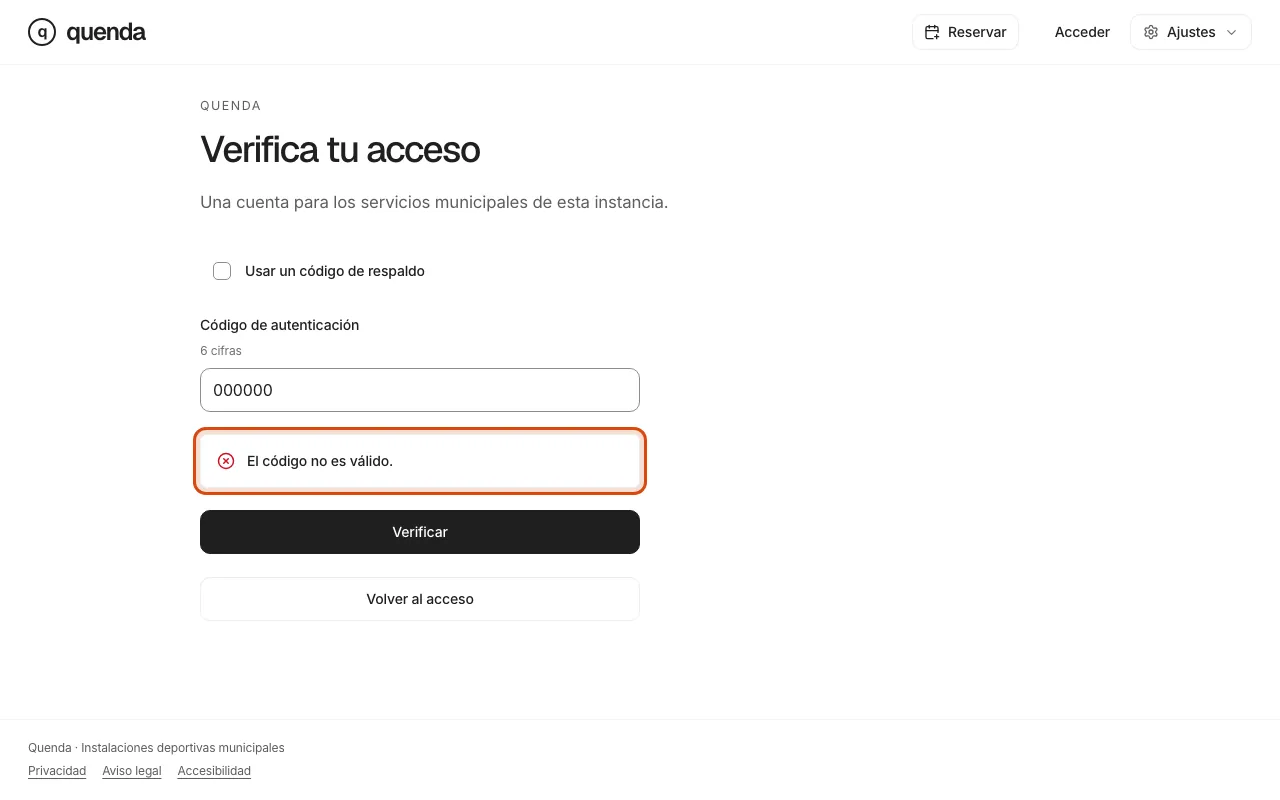 q quenda
Reservar
Acceder
Ajustes
QUENDA
Verifica tu acceso
Una cuenta para los servicios municipales de esta instancia.
Usar un código de respaldo
Código de autenticación
6 cifras
000000
El código no es válido.
Verificar
Volver al acceso
Quenda · Instalaciones deportivas municipales
Privacidad Aviso legal Accesibilidad